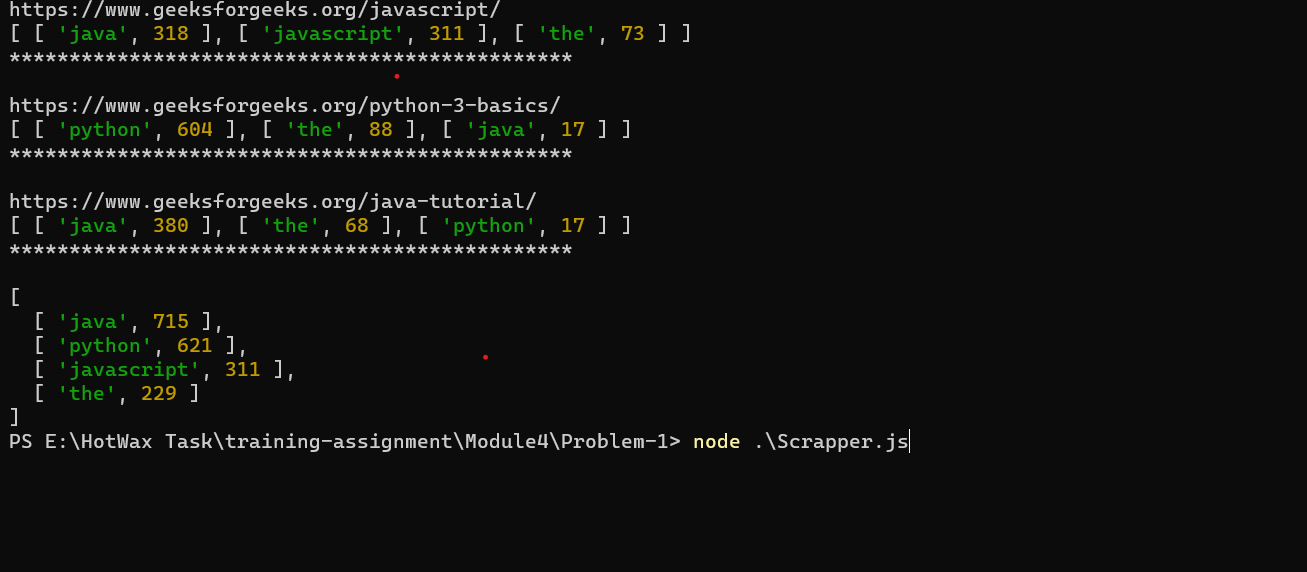 https://www.geeksforgeeks.org/javascript/
[ [ 'java', 318 ], [ 'javascript', 311 ], [ 'the', 73 ] ]
***********************************************
https://www.geeksforgeeks.org/python-3-basics/
[ [ 'python', 604 ], [ 'the', 88 ], [ 'java', 17 ] ]
***********************************************
https://www.geeksforgeeks.org/java-tutorial/
[ [ 'java', 380 ], [ 'the', 68 ], [ 'python', 17 ] ]
***********************************************
[
  [ 'java', 715 ],
  [ 'python', 621 ],
  [ 'javascript', 311 ],
  [ 'the', 229 ]
]
PS E:\HotWax Task\training-assignment\Module4\Problem-1> node .\Scrapper.js